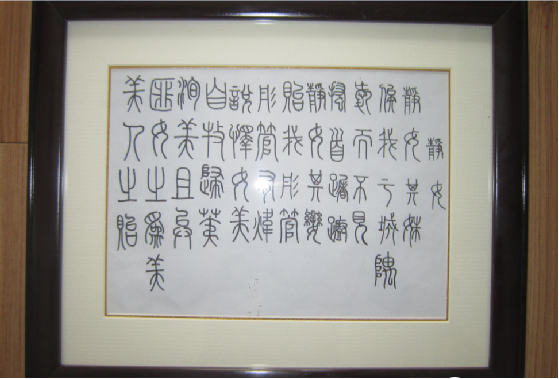 靜女
靜女其姝
俟我于城隅
愛而不見
搔首踟躕
靜女其孌
貽我彤管
彤管有煒
說懌女美
自牧歸荑
洵美且異
匪女之爲美
美人之貽